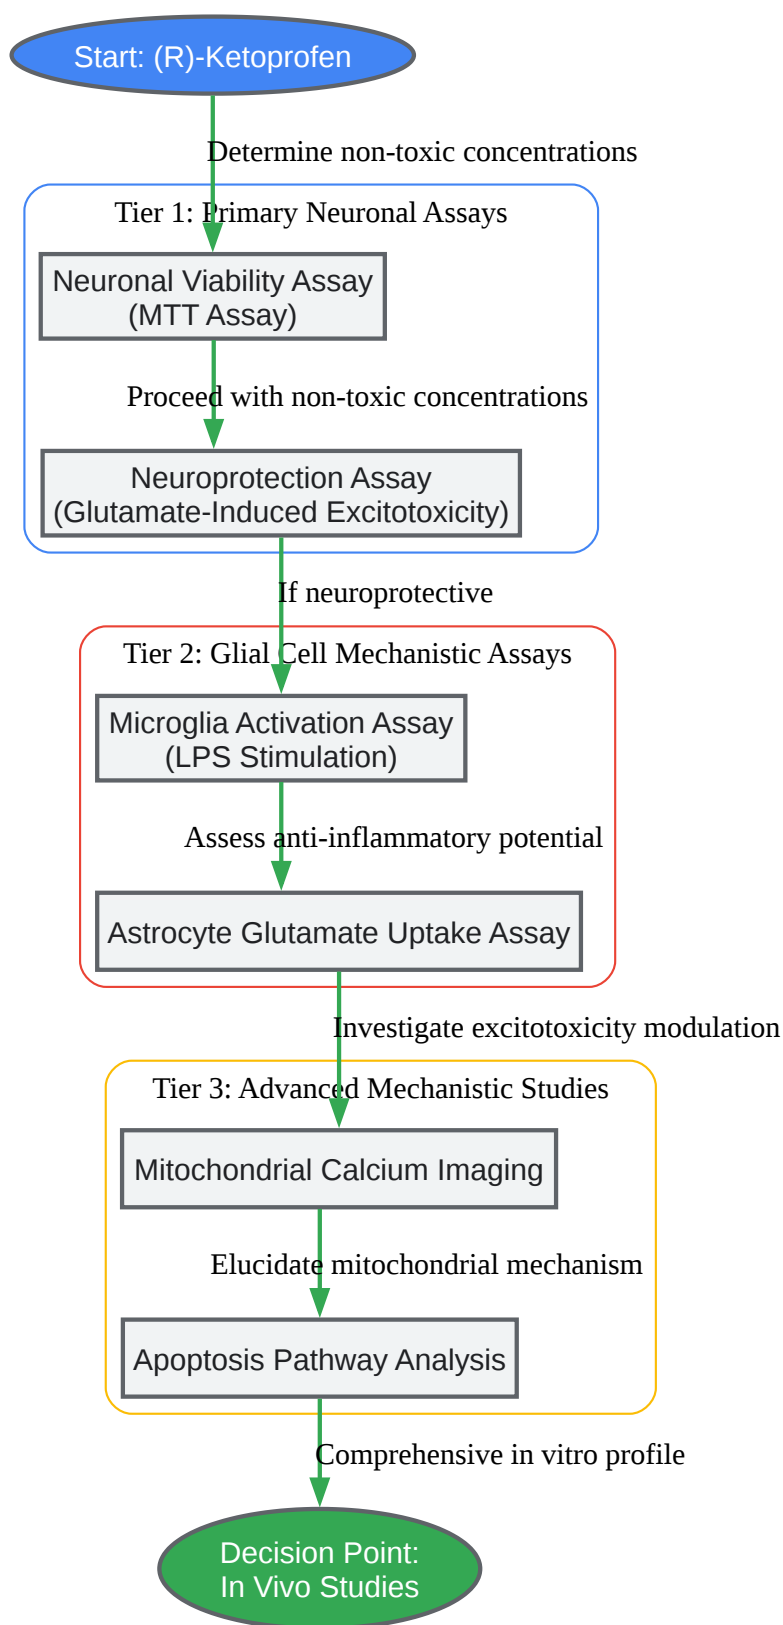 Start: (R)-Ketoprofen
Determine non-toxic concentrations
Tier 1: Primary Neuronal Assays
Neuronal Viability Assay
(MTT Assay)
Proceed with non-toxic concentrations
Neuroprotection Assay
(Glutamate-Induced Excitotoxicity)
If neuroprotective
Tier 2: Glial Cell Mechanistic Assays
Microglia Activation Assay
(LPS Stimulation)
Assess anti-inflammatory potential
Astrocyte Glutamate Uptake Assay
Investigate excitotoxicity modulation
Tier 3: Advanced Mechanistic Studies
Mitochondrial Calcium Imaging
Elucidate mitochondrial mechanism
Apoptosis Pathway Analysis
Comprehensive in vitro profile
Decision Point:
In Vivo Studies